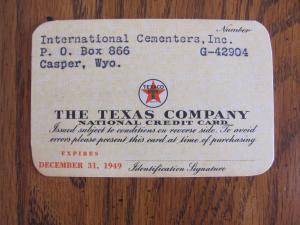 Number
International Cementers, Inc.
P. O. Box 866 G-42904
Casper, Wyo.
TEXACO
THE TEXAS COMPANY
NATIONAL CREDIT CARD
Issued subject to conditions on reverse side. To avoid
errors please present this card at time of purchasing
EXPIRES
DECEMBER 31, 1949 Identification Signature